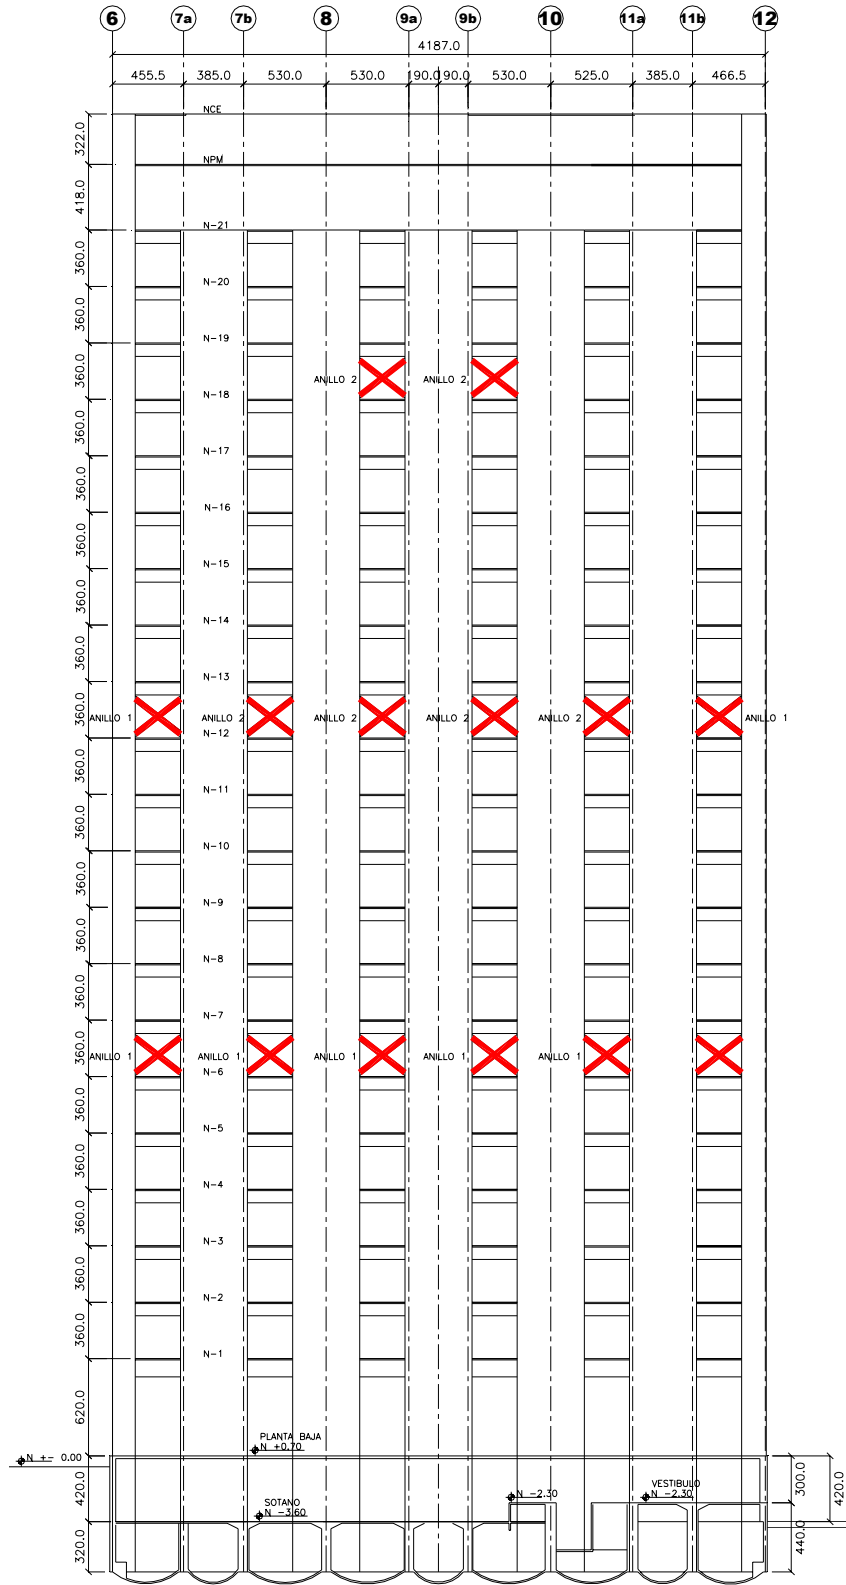 6 7a 7b 8 9a 9b 10 11a 11b 12
4187.0
455.5 385.0 530.0 530.0 190.0 190.0 530.0 525.0 385.0 466.5
NCE
322.0
NPM
418.0
N-21
360.0
N-20
360.0
N-19
360.0
ANILLO 2 ANILLO 2
N-18
360.0
N-17
360.0
N-16
360.0
N-15
360.0
N-14
360.0
N-13
360.0
ANILLO 1 ANILLO 2 ANILLO 2 ANILLO 2 ANILLO 2 ANILLO 1
N-12
360.0
N-11
360.0
N-10
360.0
N-9
360.0
N-8
360.0
N-7
360.0
ANILLO 1 ANILLO 1 ANILLO 1 ANILLO 1 ANILLO 1
N-6
360.0
N-5
360.0
N-4
360.0
N-3
360.0
N-2
360.0
N-1
620.0
PLANTA BAJA
N +0.70
N +- 0.00
420.0
300.0
420.0
VESTIBULO
N -2.30
N -2.30
SOTANO
N -3.60
320.0
440.0